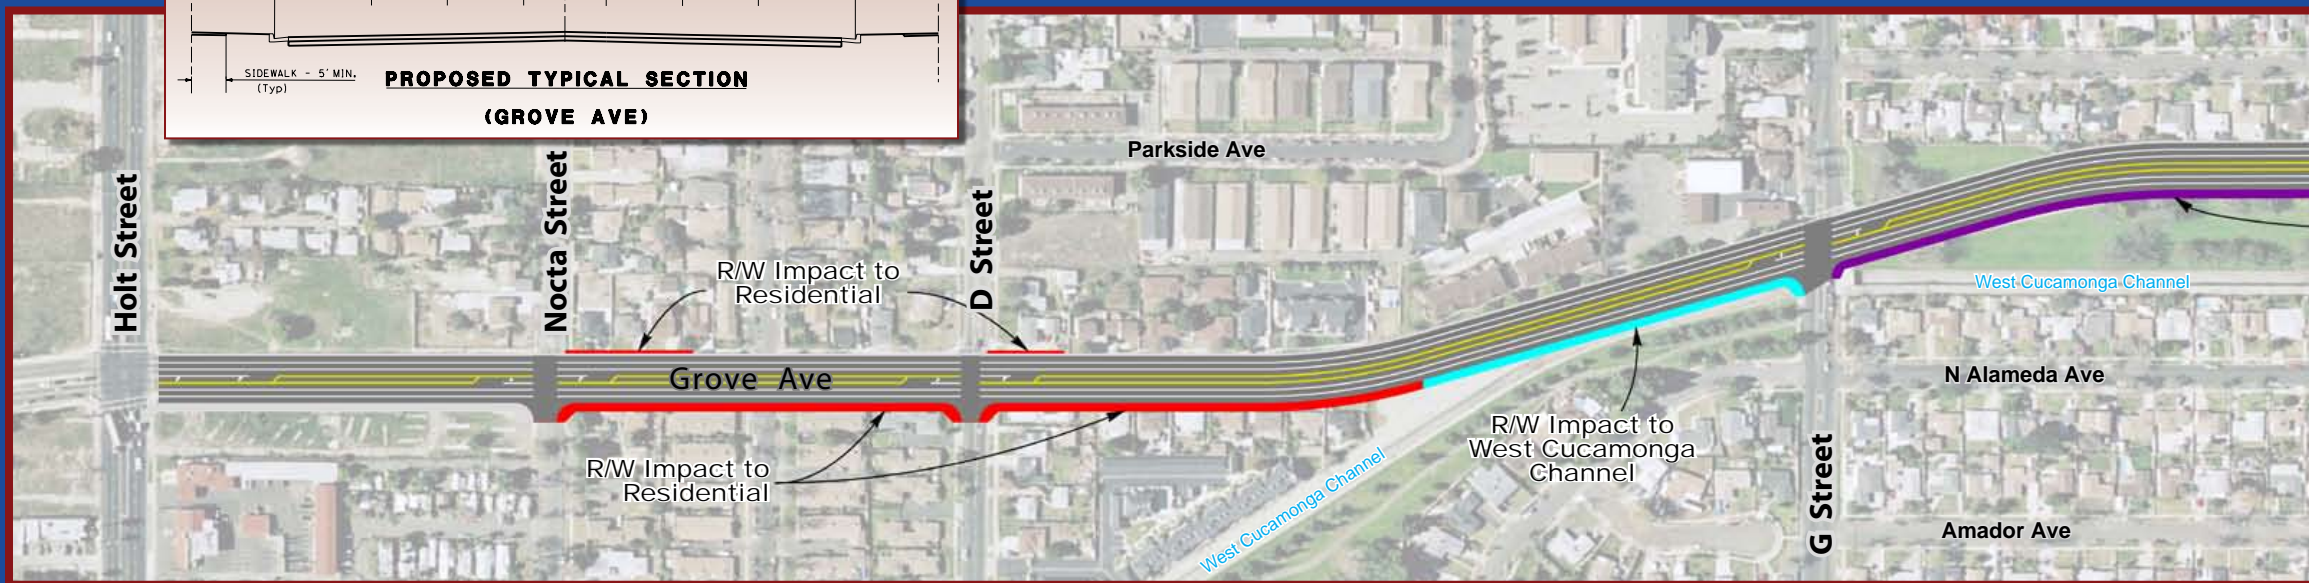 SIDEWALK - 5' MIN.
(Typ)
PROPOSED TYPICAL SECTION
(GROVE AVE)
Holt Street
Nocta Street
D Street
Parkside Ave
R/W Impact to
Residential
Grove Ave
R/W Impact to
Residential
West Cucamonga Channel
R/W Impact to
West Cucamonga
Channel
G Street
West Cucamonga Channel
N Alameda Ave
Amador Ave